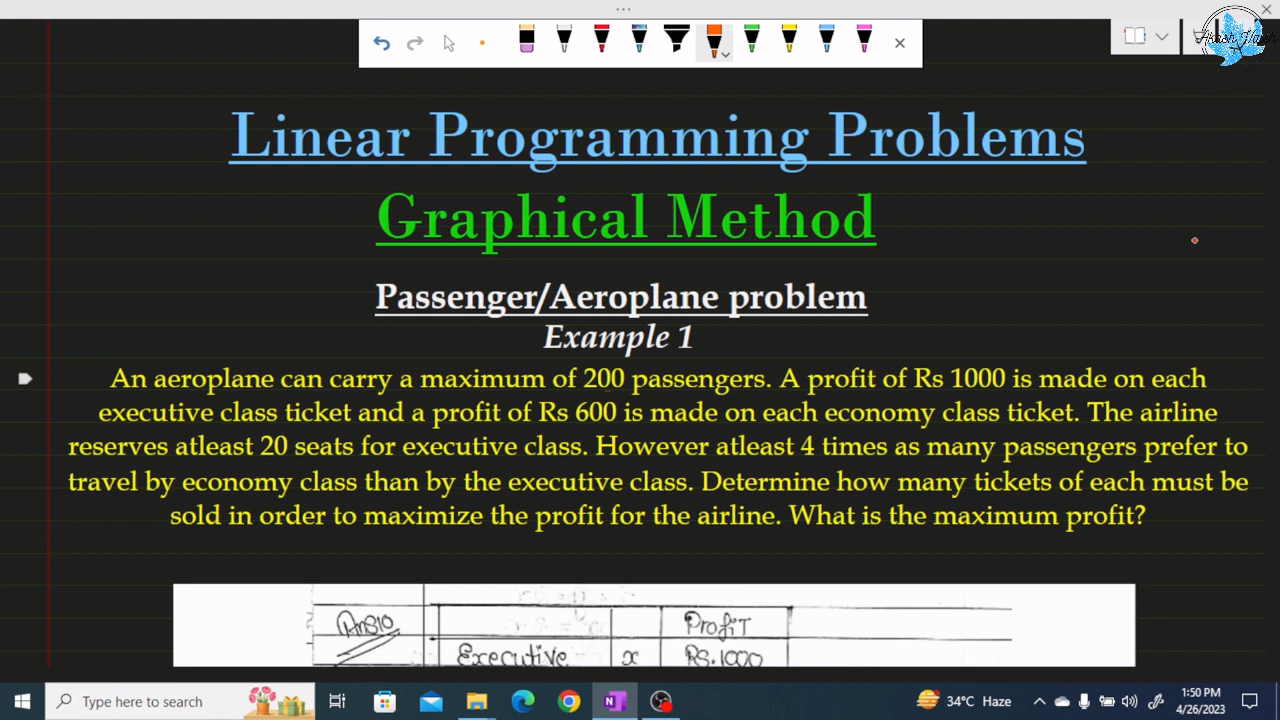 Linear Programming Problems
Graphical Method
Passenger/Aeroplane problem
Example 1
An aeroplane can carry a maximum of 200 passengers. A profit of Rs 1000 is made on each
executive class ticket and a profit of Rs 600 is made on each economy class ticket. The airline
reserves atleast 20 seats for executive class. However atleast 4 times as many passengers prefer to
travel by economy class than by the executive class. Determine how many tickets of each must be
sold in order to maximize the profit for the airline. What is the maximum profit?
Profit
Executive x RS.1000
Type here to search
34°C Haze
1:50 PM
4/26/2023